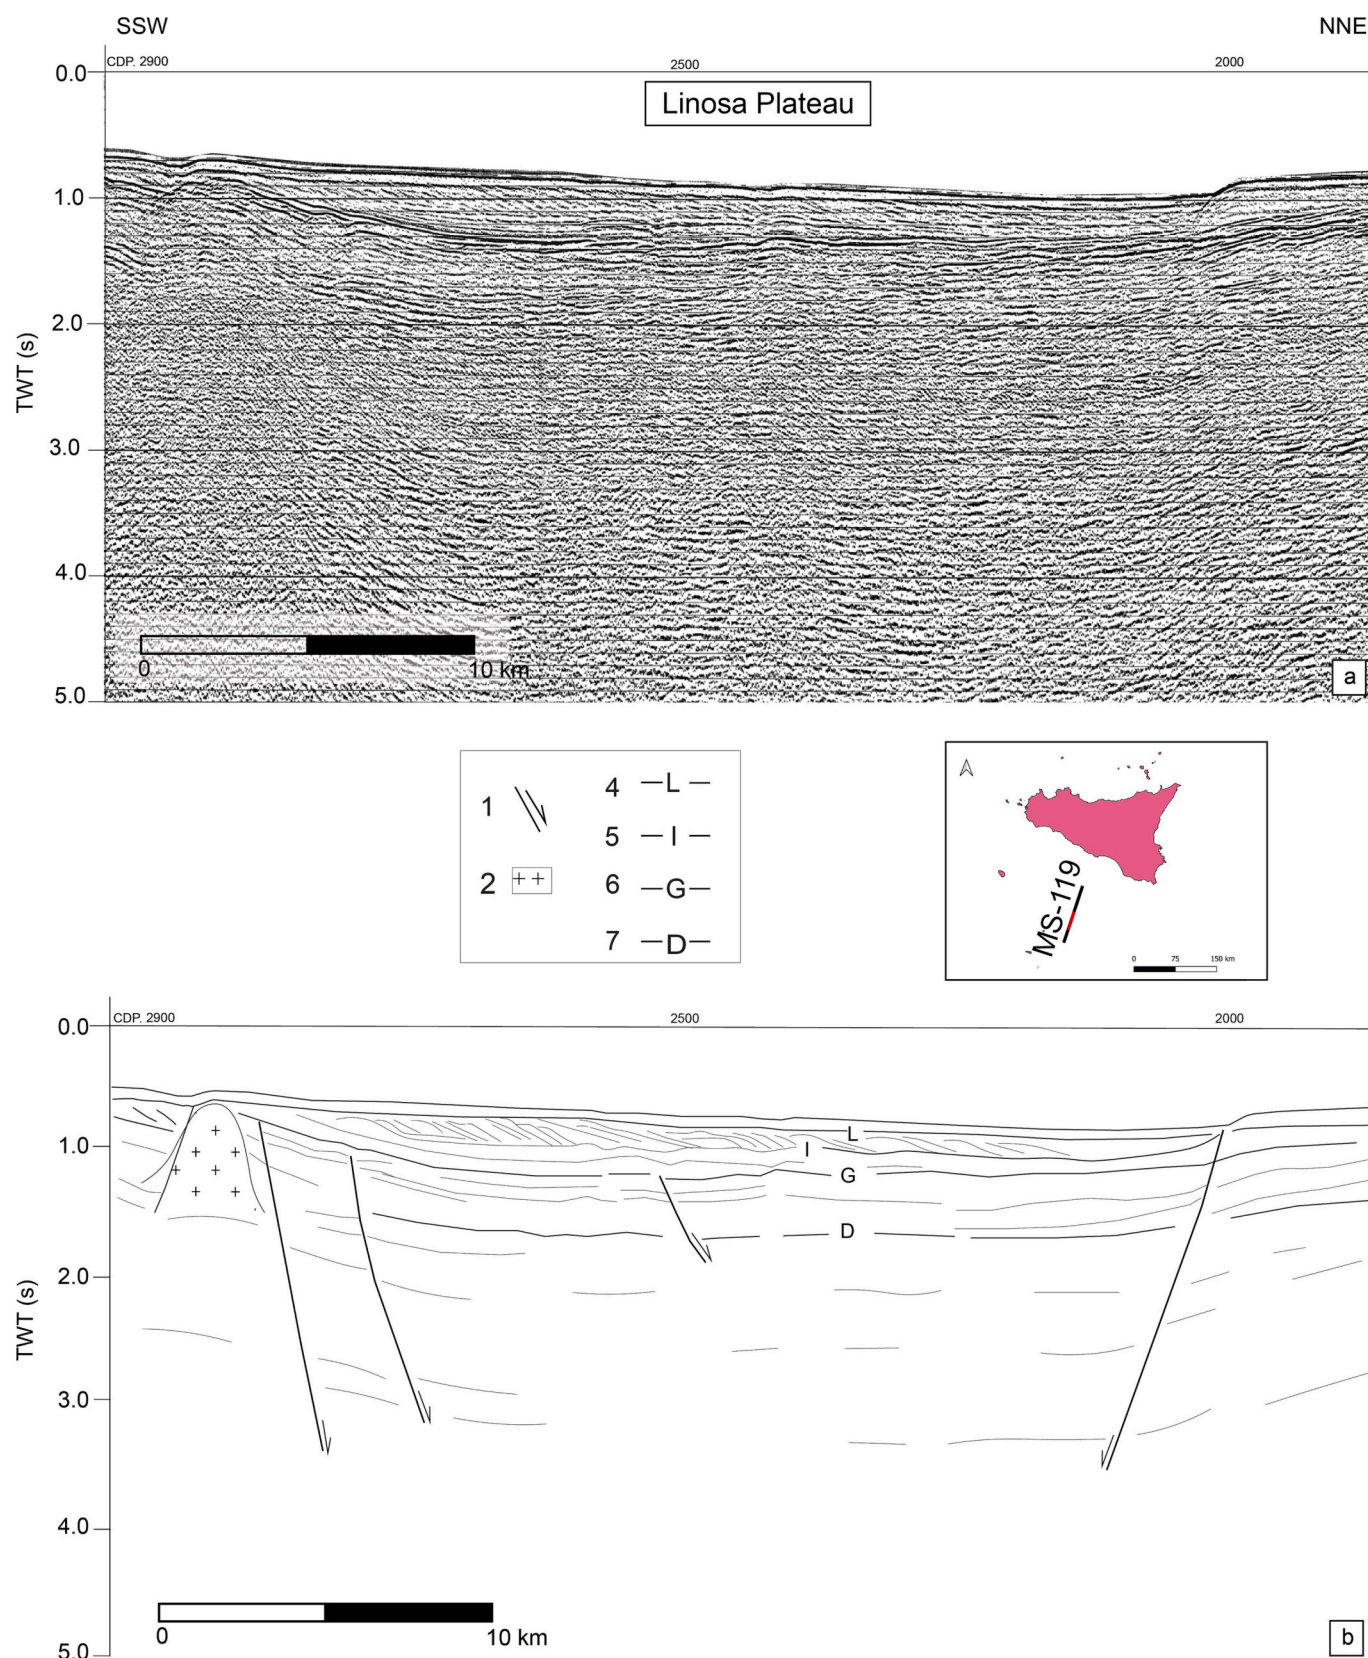 SSW NNE
CDP. 2900 2500 2000
0.0
Linosa Plateau
1.0
2.0
TWT (s)
3.0
4.0
0 10 km
5.0 a
1
2 ++
4 L
5 I
6 G
7 D
MS-119
0 75 150 km
CDP. 2900 2500 2000
0.0
L
1.0
I
G
D
2.0
TWT (s)
3.0
4.0
0 10 km
5.0 b